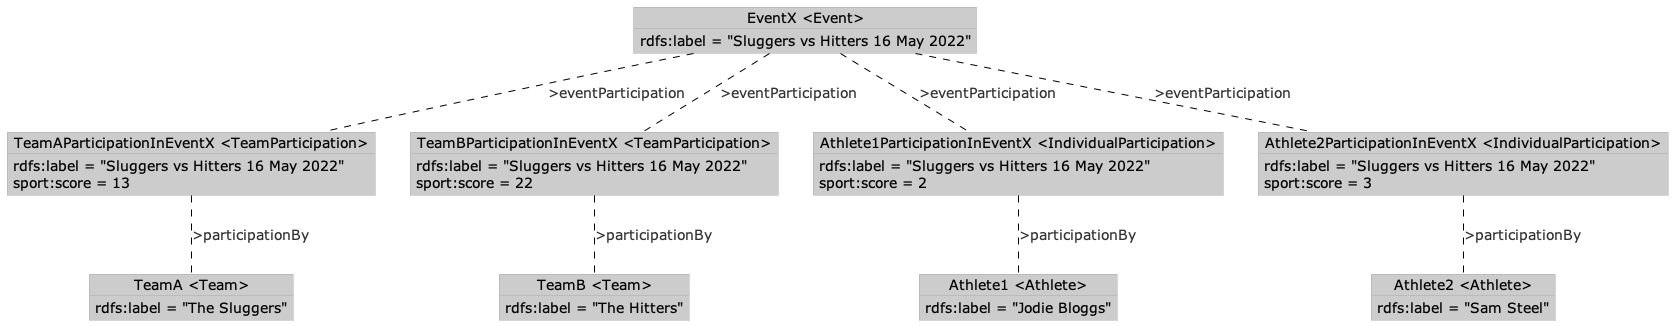 EventX <Event>
rdfs:label = "Sluggers vs Hitters 16 May 2022"
>eventParticipation
>eventParticipation
>eventParticipation
>eventParticipation
TeamAParticipationInEventX <TeamParticipation>
rdfs:label = "Sluggers vs Hitters 16 May 2022"
sport:score = 13
TeamBParticipationInEventX <TeamParticipation>
rdfs:label = "Sluggers vs Hitters 16 May 2022"
sport:score = 22
Athlete1ParticipationInEventX <IndividualParticipation>
rdfs:label = "Sluggers vs Hitters 16 May 2022"
sport:score = 2
Athlete2ParticipationInEventX <IndividualParticipation>
rdfs:label = "Sluggers vs Hitters 16 May 2022"
sport:score = 3
>participationBy
>participationBy
>participationBy
>participationBy
TeamA <Team>
rdfs:label = "The Sluggers"
TeamB <Team>
rdfs:label = "The Hitters"
Athlete1 <Athlete>
rdfs:label = "Jodie Bloggs"
Athlete2 <Athlete>
rdfs:label = "Sam Steel"